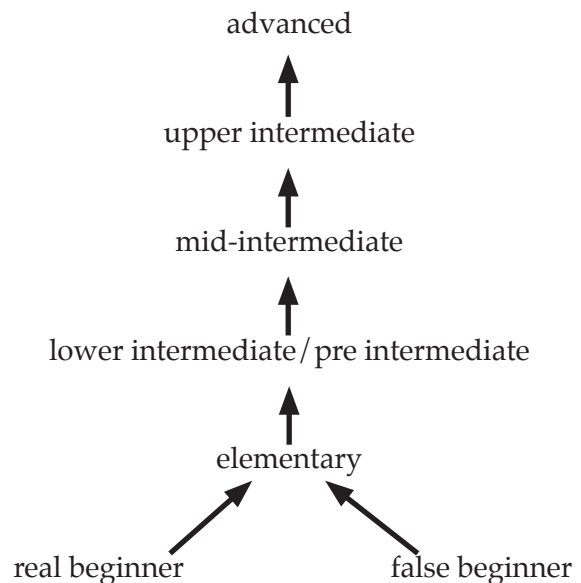 advanced
upper intermediate
mid-intermediate
lower intermediate/pre intermediate
elementary
real beginner false beginner